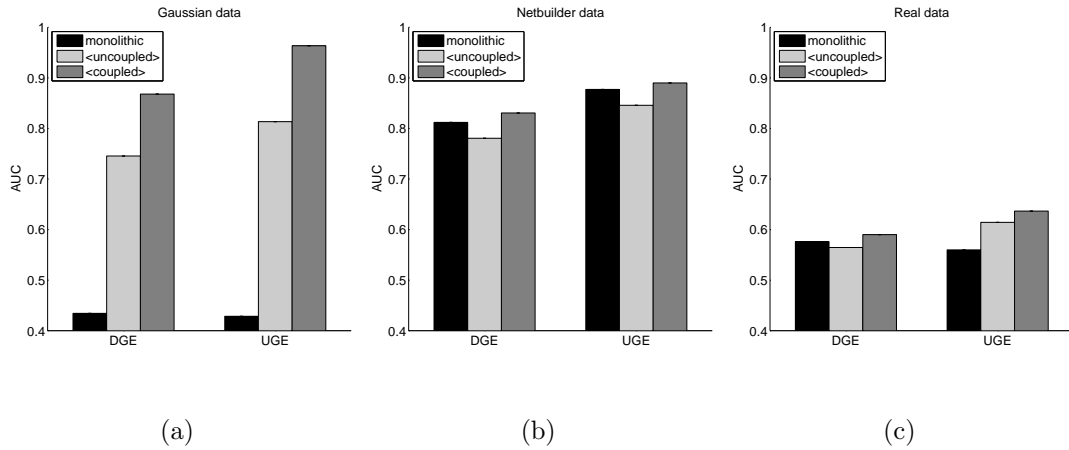 Gaussian data
1
0.9
0.8
0.7
0.6
0.5
0.4
AUC
monolithic
<uncoupled>
<coupled>
DGE
UGE
(a)
Netbuilder data
1
0.9
0.8
0.7
0.6
0.5
0.4
AUC
monolithic
<uncoupled>
<coupled>
DGE
UGE
(b)
Real data
1
0.9
0.8
0.7
0.6
0.5
0.4
AUC
monolithic
<uncoupled>
<coupled>
DGE
UGE
(c)